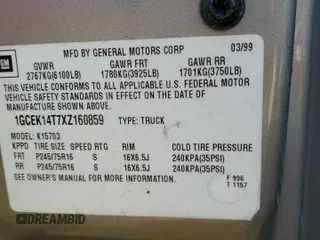 GM
MFD BY GENERAL MOTORS CORP 03/99
GVWR GAWR FRT GAWR RR
2767KG(6100LB) 1780KG(3925LB) 1701KG(3750LB)
THIS VEHICLE CONFORMS TO ALL APPLICABLE U.S. FEDERAL MOTOR
VEHICLE SAFETY STANDARDS IN EFFECT ON THE DATE OF
MANUFACTURE SHOWN ABOVE.
1GCEK14T7XZ160859 TYPE: TRUCK
MODEL: K15703
KPPD TIRE SIZE SPEED RTG RIM COLD TIRE PRESSURE
FRT P245/75R16 S 16X6.5J 240KPA(35PSI)
RR P245/75R16 S 16X6.5J 240KPA(35PSI)
SEE OWNER'S MANUAL FOR MORE INFORMATION.
F 996
T 1157
DREAMBID